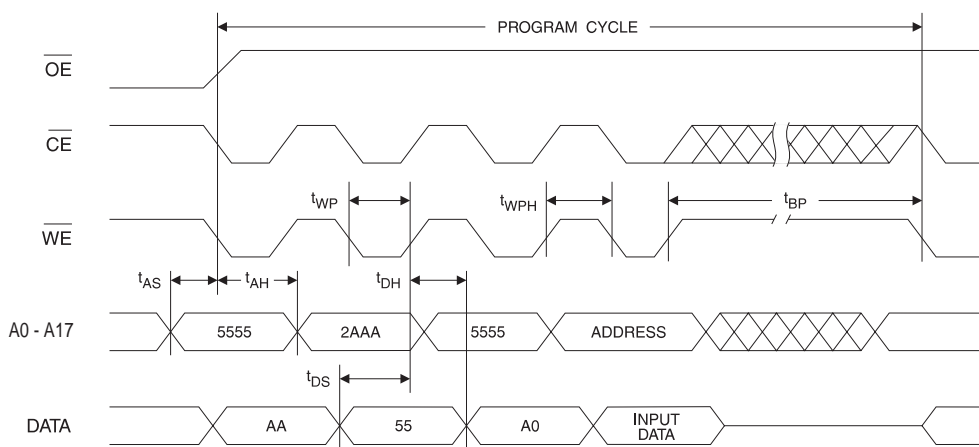 PROGRAM CYCLE
OE
CE
tWP
tWPH
tBP
WE
tAS
tAH
tDH
A0 - A17
5555
2AAA
5555
ADDRESS
tDS
DATA
AA
55
A0
INPUT
DATA